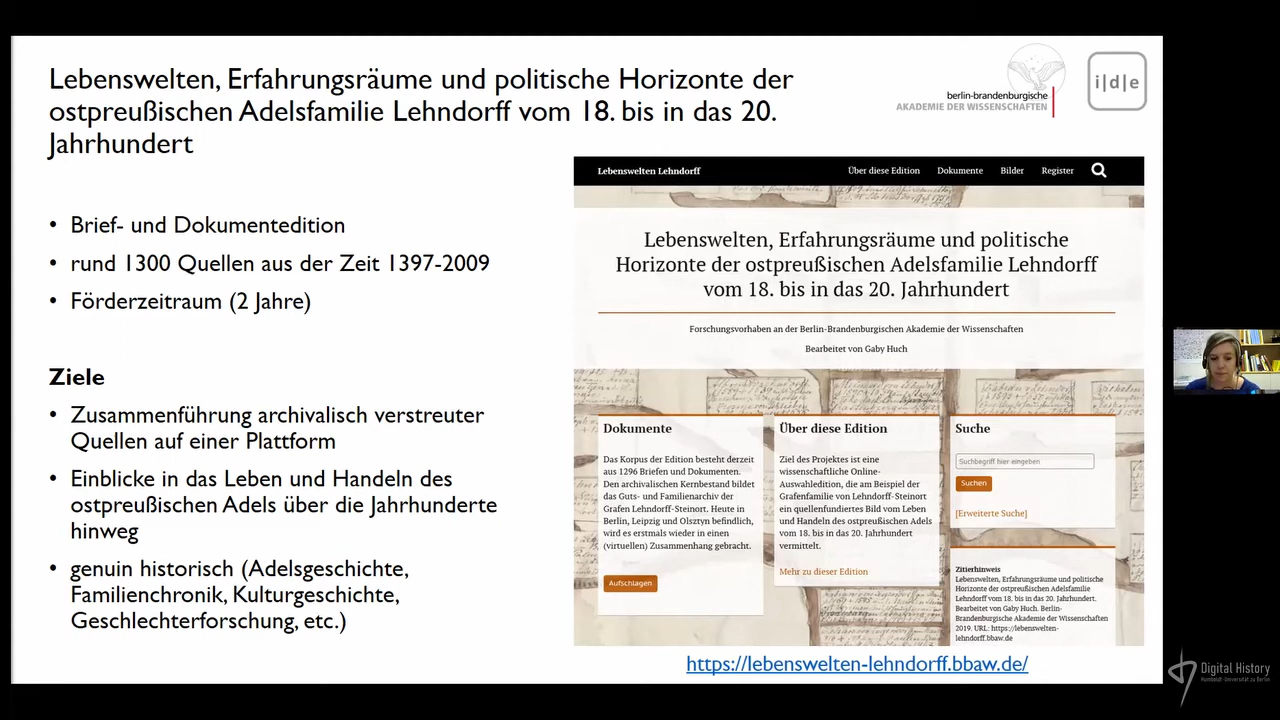 Lebenswelten, Erfahrungsräume und politische Horizonte der
ostpreußischen Adelsfamilie Lehndorff vom 18. bis in das 20.
Jahrhundert
berlin-brandenburgische
AKADEMIE DER WISSENSCHAFTEN
i|d|e
• Brief- und Dokumentedition
• rund 1300 Quellen aus der Zeit 1397-2009
• Förderzeitraum (2 Jahre)
Ziele
• Zusammenführung archivalisch verstreuter
Quellen auf einer Plattform
• Einblicke in das Leben und Handeln des
ostpreußischen Adels über die Jahrhunderte
hinweg
• genuin historisch (Adelsgeschichte,
Familienchronik, Kulturgeschichte,
Geschlechterforschung, etc.)
Lebenswelten Lehndorff
Über diese Edition
Dokumente
Bilder
Register
Lebenswelten, Erfahrungsräume und politische
Horizonte der ostpreußischen Adelsfamilie Lehndorff
vom 18. bis in das 20. Jahrhundert
Forschungsvorhaben an der Berlin-Brandenburgischen Akademie der Wissenschaften
Bearbeitet von Gaby Huch
Dokumente
Das Korpus der Edition besteht derzeit
aus 1296 Briefen und Dokumenten.
Den archivalischen Kernbestand bildet
das Guts- und Familienarchiv der
Grafen Lehndorff-Steinort. Heute in
Berlin, Leipzig und Olsztyn befindlich,
wird es erstmals wieder in einen
(virtuellen) Zusammenhang gebracht.
Aufschlagen
Über diese Edition
Ziel des Projektes ist eine
wissenschaftliche Online-
Auswahledition, die am Beispiel der
Grafenfamilie von Lehndorff-Steinort
ein quellenfundiertes Bild vom Leben
und Handeln des ostpreußischen Adels
vom 18. bis in das 20. Jahrhundert
vermittelt.
Mehr zu dieser Edition
Suche
Suchbegriff hier eingeben
Suchen
[Erweiterte Suche]
Zitierhinweis
Lebenswelten, Erfahrungsräume und politische
Horizonte der ostpreußischen Adelsfamilie
Lehndorff vom 18. bis in das 20. Jahrhundert.
Bearbeitet von Gaby Huch. Berlin-
Brandenburgische Akademie der Wissenschaften
2019. URL: https://lebenswelten-
lehndorff.bbaw.de
https://lebenswelten-lehndorff.bbaw.de/
Digital History
Humboldt-Universität zu Berlin